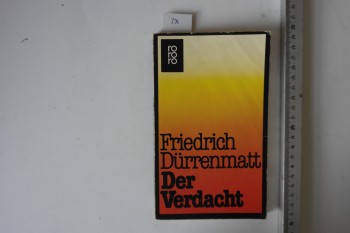 ro
ro
ro
Friedrich
Dürrenmatt
Der
Verdacht